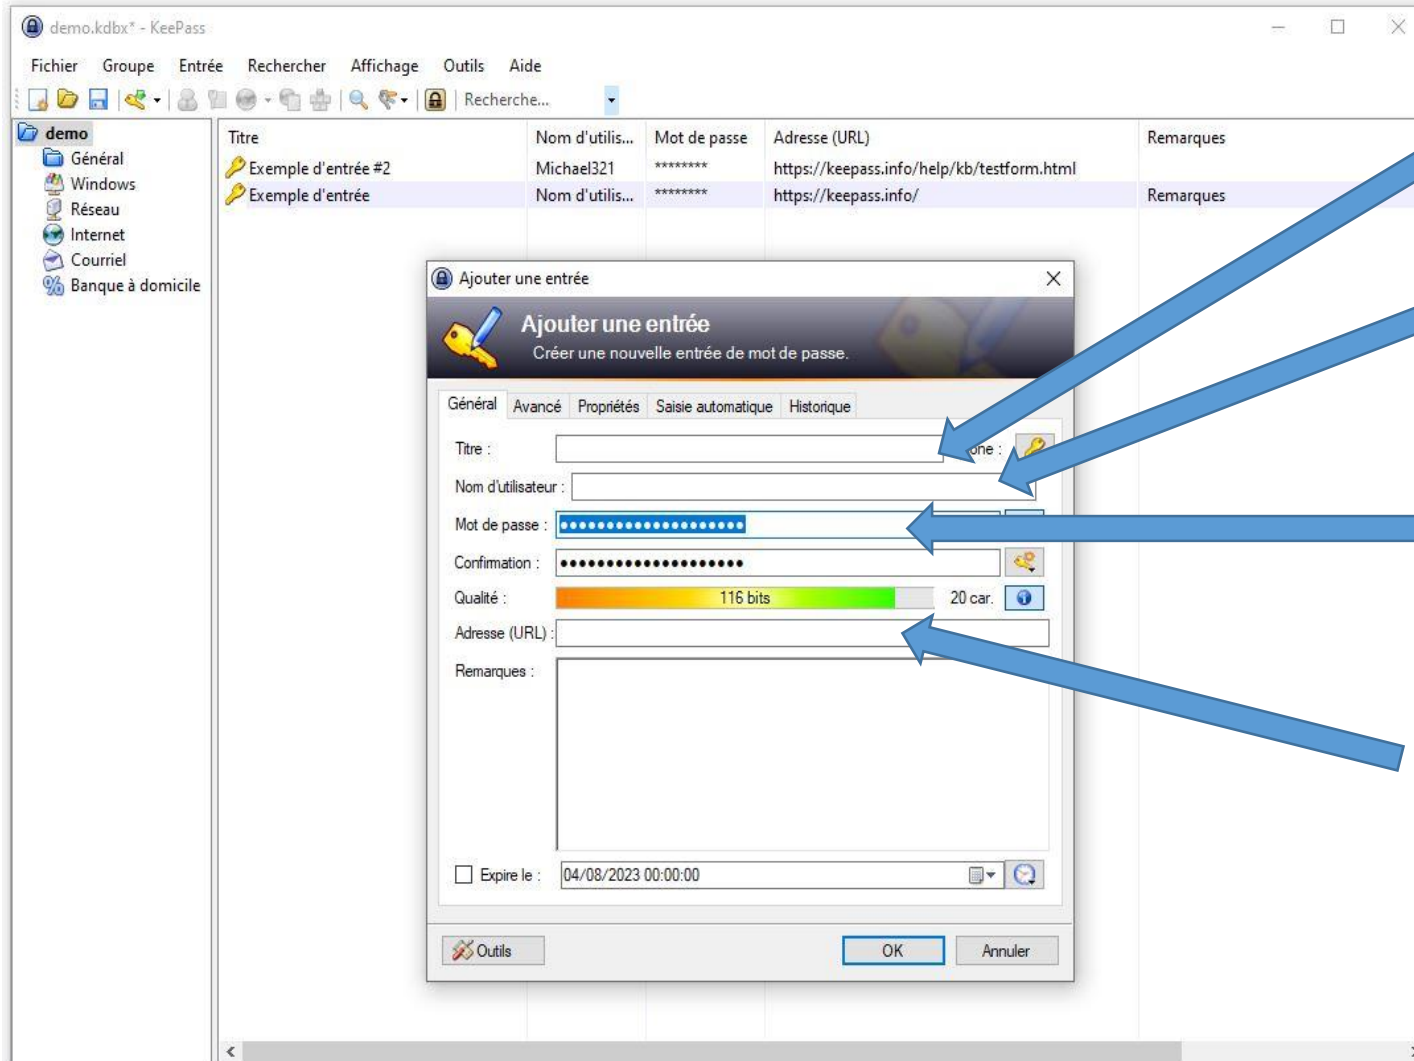 demo.kdbx* - KeePass
Fichier Groupe Entrée Rechercher Affichage Outils Aide
Recherche...
demo
Général
Windows
Réseau
Internet
Courriel
Banque à domicile
Titre Nom d'utilis... Mot de passe Adresse (URL) Remarques
Exemple d'entrée #2 Michael321 ******** https://keepass.info/help/kb/testform.html
Exemple d'entrée Nom d'utilis... ******** https://keepass.info/ Remarques
Ajouter une entrée
Ajouter une entrée
Créer une nouvelle entrée de mot de passe.
Général Avancé Propriétés Saisie automatique Historique
Titre :
Nom d'utilisateur :
Mot de passe : ●●●●●●●●●●●●●●●●●●●●
Confirmation : ●●●●●●●●●●●●●●●●●●●●
Qualité : 116 bits 20 car.
Adresse (URL) :
Remarques :
Expire le : 04/08/2023 00:00:00
Outils OK Annuler